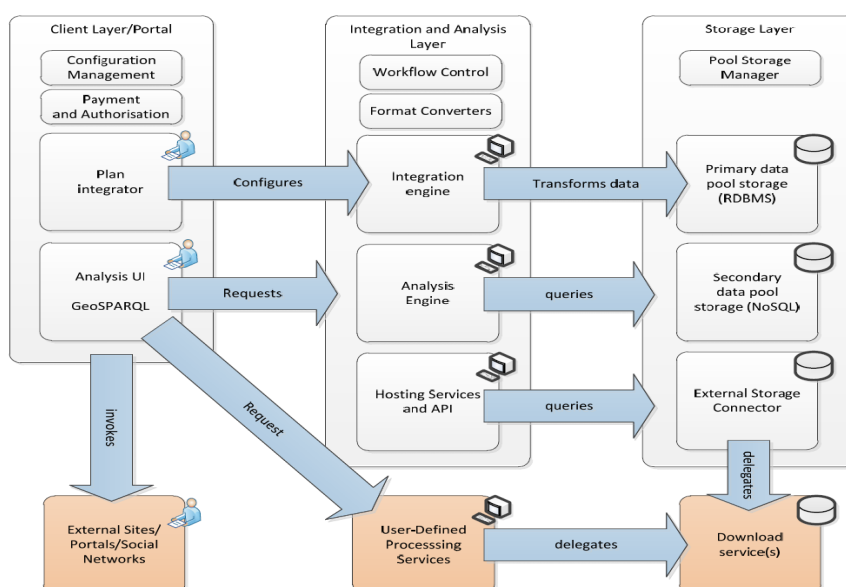 Client Layer/Portal
Configuration
Management
Payment
and Authorisation
Plan
integrator
Analysis UI
GeoSPARQL
Configures
Requests
Integration and Analysis
Layer
Workflow Control
Format Converters
Integration
engine
Analysis
Engine
Hosting Services
and API
Transforms data
queries
queries
Storage Layer
Pool Storage
Manager
Primary data
pool storage
(RDBMS)
Secondary
data pool
storage (NoSQL)
External Storage
Connector
invokes
Request
delegates
External Sites/
Portals/Social
Networks
User-Defined
Processsing
Services
delegates
Download
service(s)